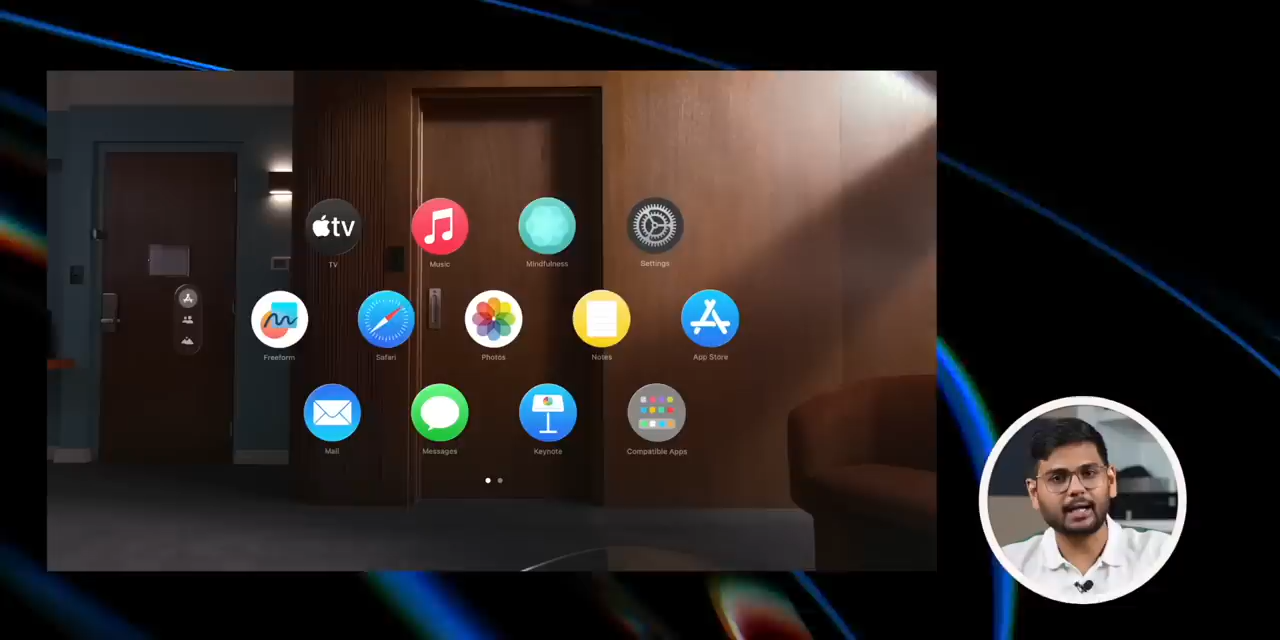 tv
TV
Music
Mindfulness
Settings
Freeform
Safari
Photos
Notes
App Store
Mail
Messages
Keynote
Compatible Apps